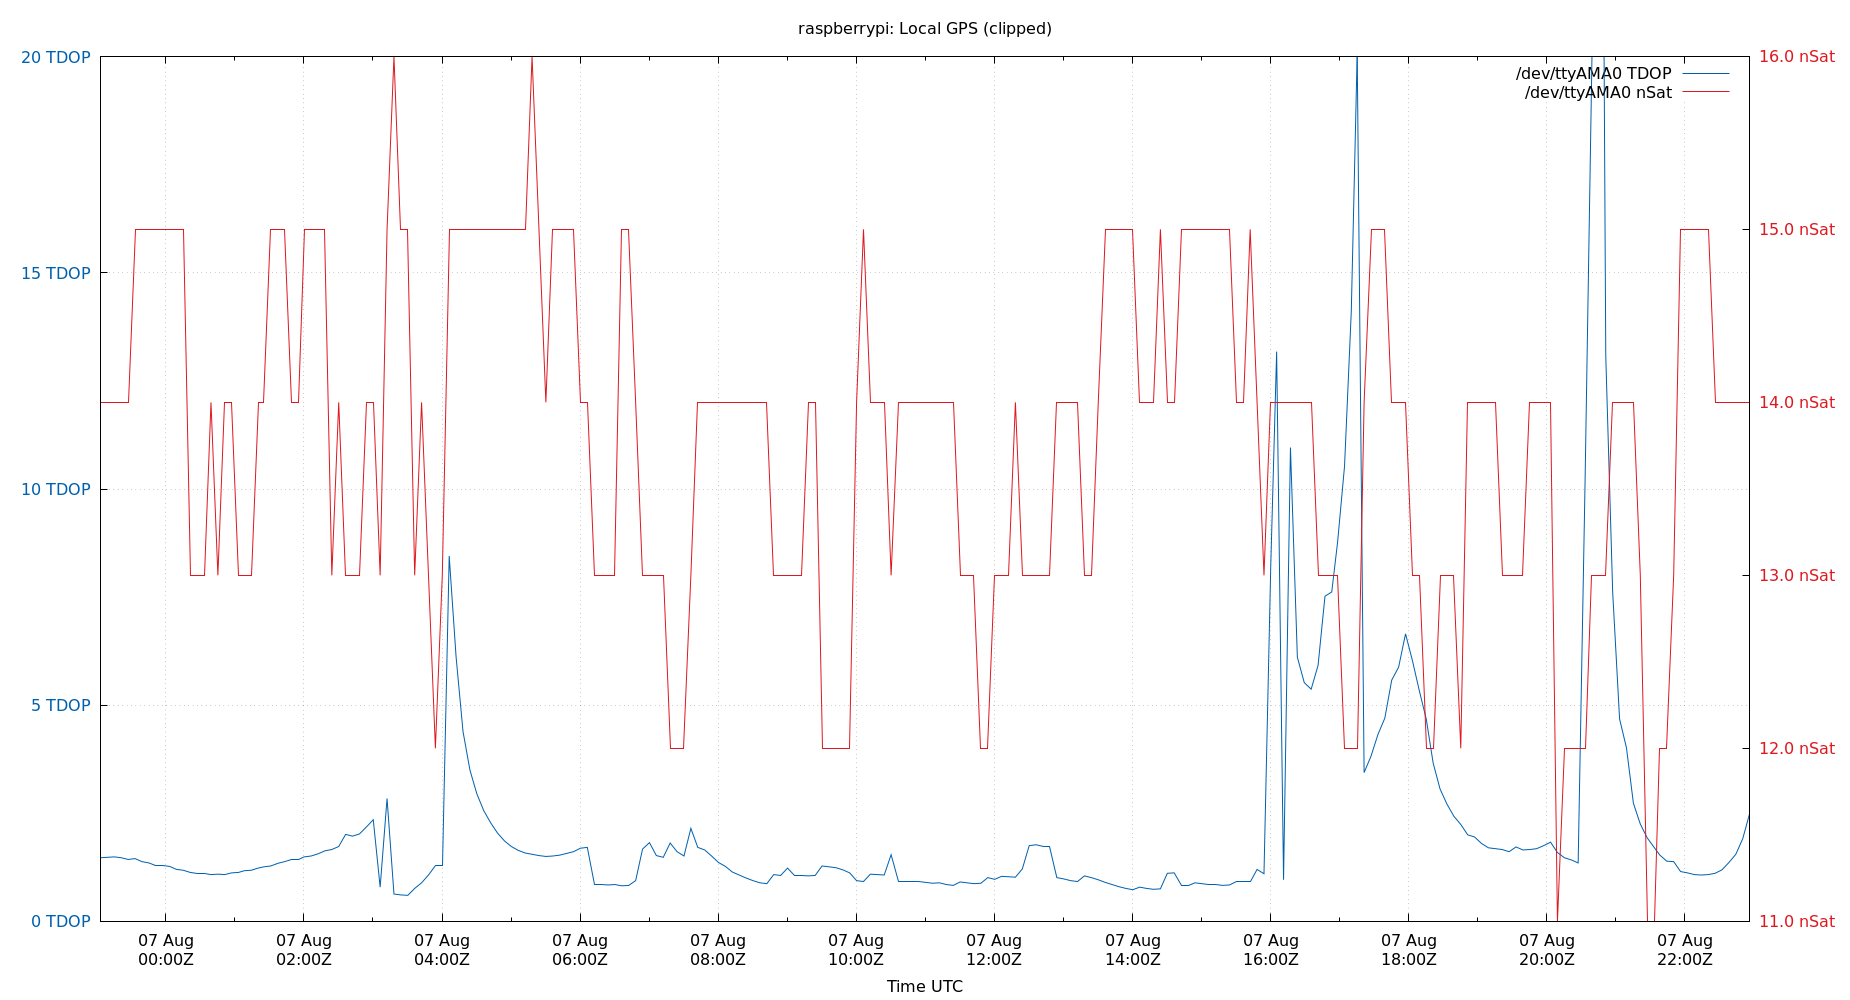 raspberrypi: Local GPS (clipped)
20 TDOP
15 TDOP
10 TDOP
5 TDOP
0 TDOP
16.0 nSat
15.0 nSat
14.0 nSat
13.0 nSat
12.0 nSat
11.0 nSat
/dev/ttyAMA0 TDOP
/dev/ttyAMA0 nSat
07 Aug
00:00Z
07 Aug
02:00Z
07 Aug
04:00Z
07 Aug
06:00Z
07 Aug
08:00Z
07 Aug
10:00Z
07 Aug
12:00Z
07 Aug
14:00Z
07 Aug
16:00Z
07 Aug
18:00Z
07 Aug
20:00Z
07 Aug
22:00Z
Time UTC